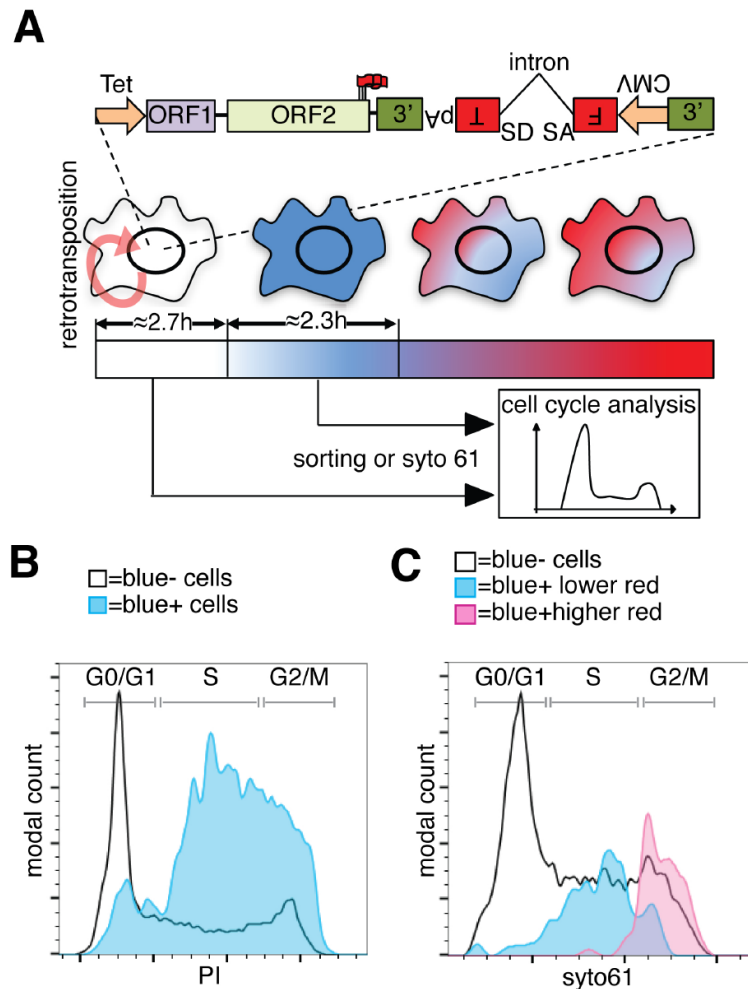 A
Tet
intron
CMV
ORF1
ORF2
3'
pA
T
SD
SA
F
3'
retrotransposition
≈2.7h
≈2.3h
cell cycle analysis
sorting or syto 61
B
=blue- cells
=blue+ cells
G0/G1
S
G2/M
modal count
PI
C
=blue- cells
=blue+ lower red
=blue+higher red
G0/G1
S
G2/M
modal count
syto61